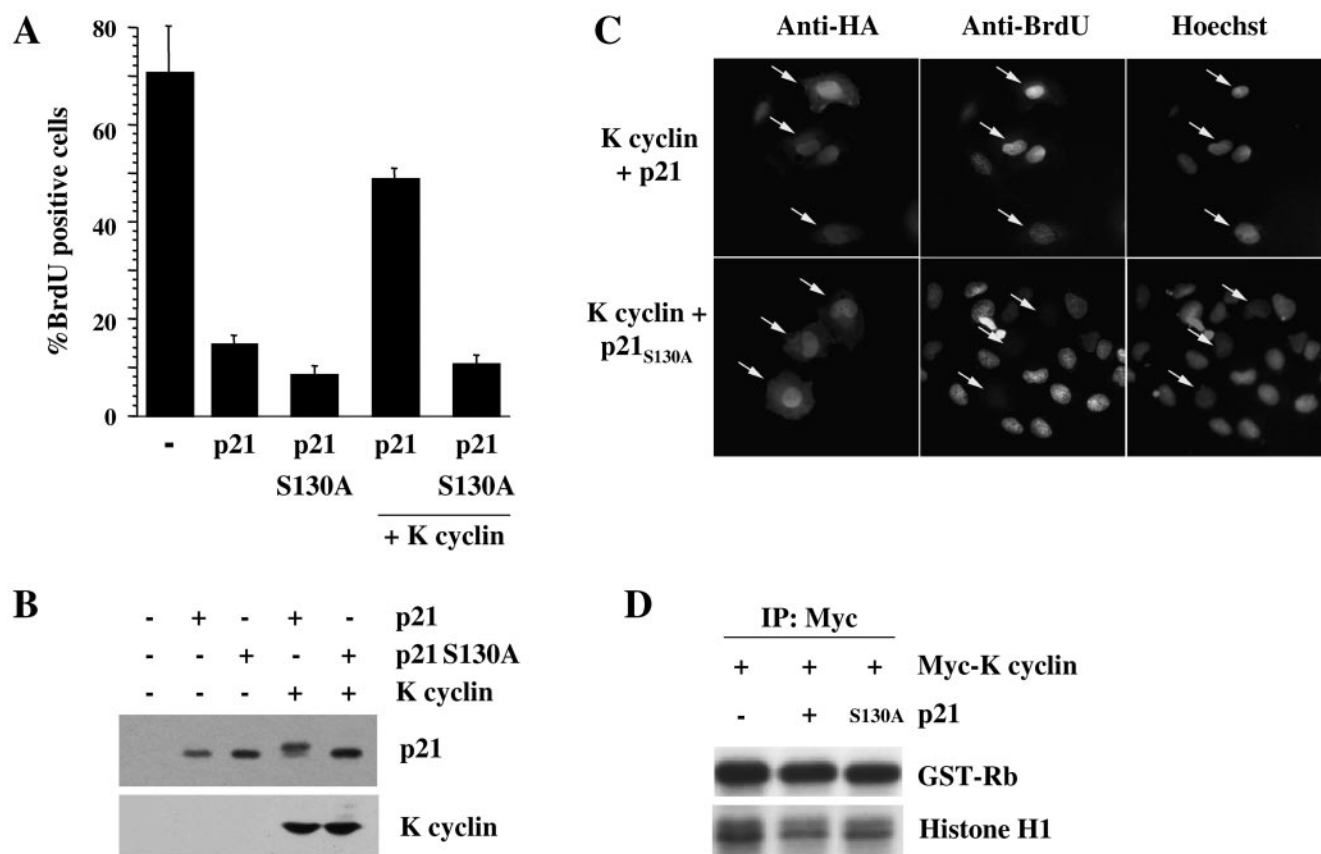 A
80
60
40
20
0
%BrdU positive cells
- p21 p21 p21 p21
S130A S130A
+ K cyclin
B
- + - + - p21
- - + - + p21 S130A
- - - + + K cyclin
p21
K cyclin
C
Anti-HA Anti-BrdU Hoechst
K cyclin
+ p21
K cyclin +
p21S130A
D
IP: Myc
+ + + Myc-K cyclin
- + S130A p21
GST-Rb
Histone H1